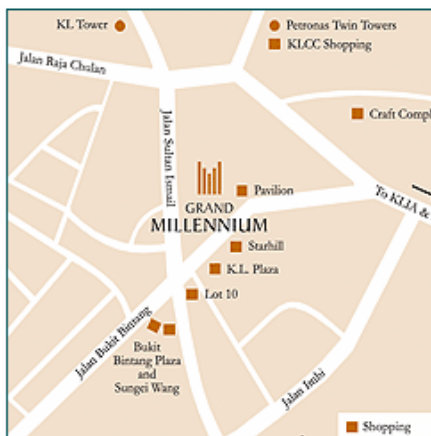 KL Tower
Petronas Twin Towers
KLCC Shopping
Jalan Raja Chulan
Craft Compl
Jalan Sultan Ismail
Pavilion
To KLIA &
GRAND
MILLENNIUM
Starhill
K.L. Plaza
Lot 10
Jalan Bukit Bintang
Bukit
Bintang Plaza
and
Sungei Wang
Jalan Imbi
Shopping